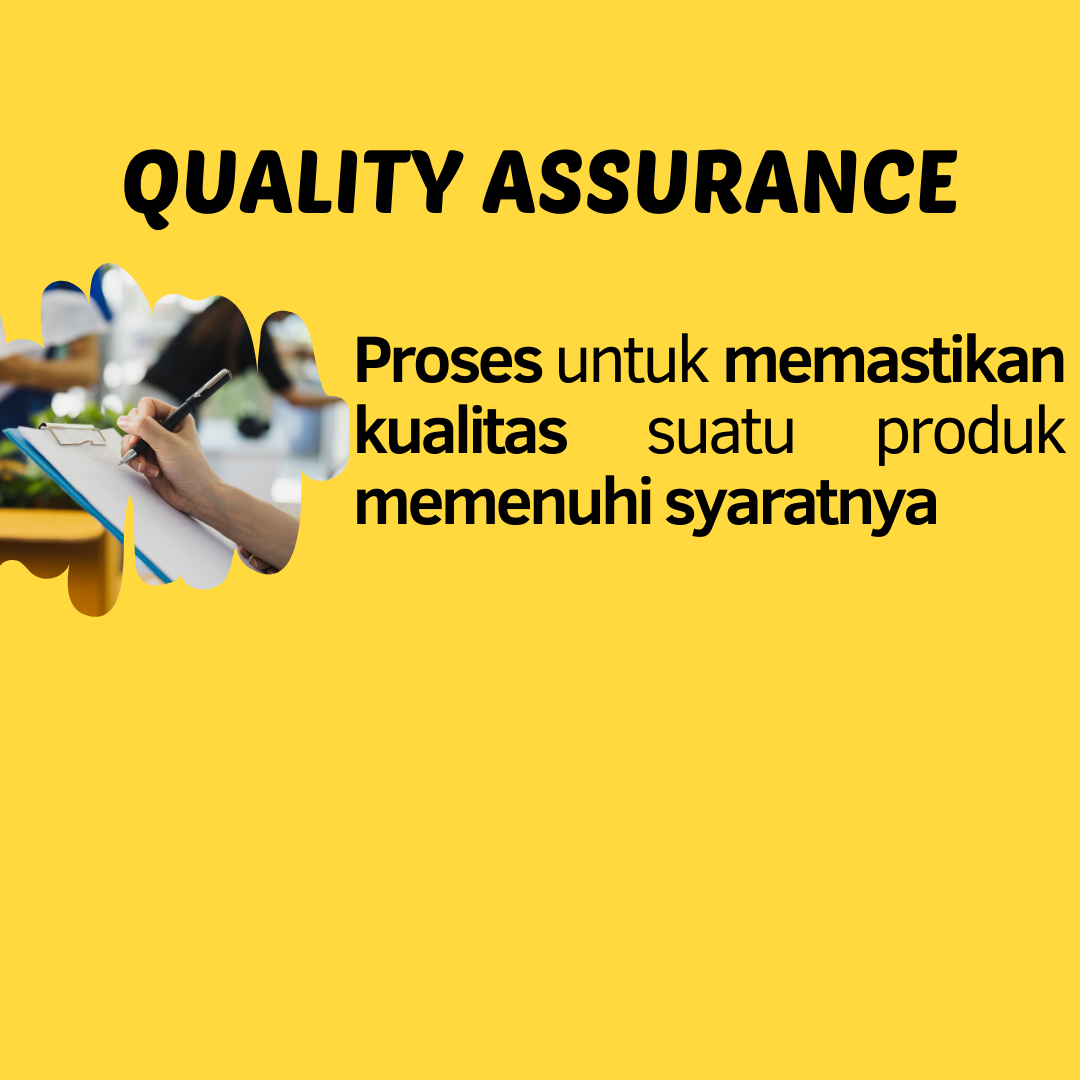 QUALITY ASSURANCE
Proses untuk memastikan
kualitas suatu produk
memenuhi syaratnya